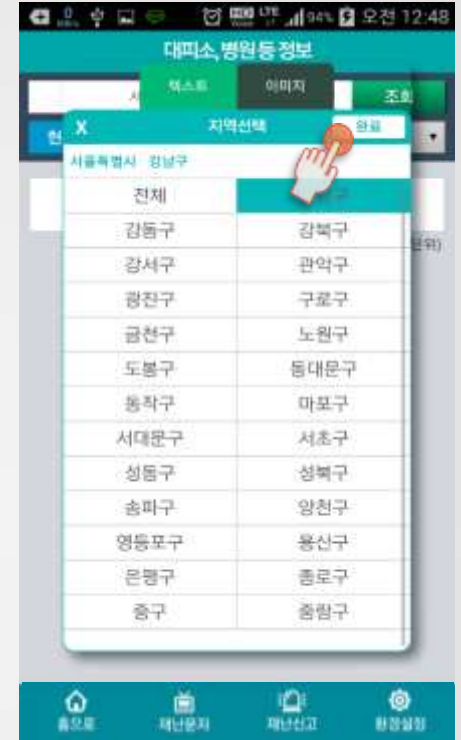 94% 오전 12:48
대피소,병원등 정보
텍스트 이미지
조회
X 지역선택 완료
서울특별시 강남구
전체
강동구 강북구
강서구 관악구
광진구 구로구
금천구 노원구
도봉구 동대문구
동작구 마포구
서대문구 서초구
성동구 성북구
송파구 양천구
영등포구 용산구
은평구 종로구
중구 중랑구
홈으로 재난문자 재난신고 환경설정